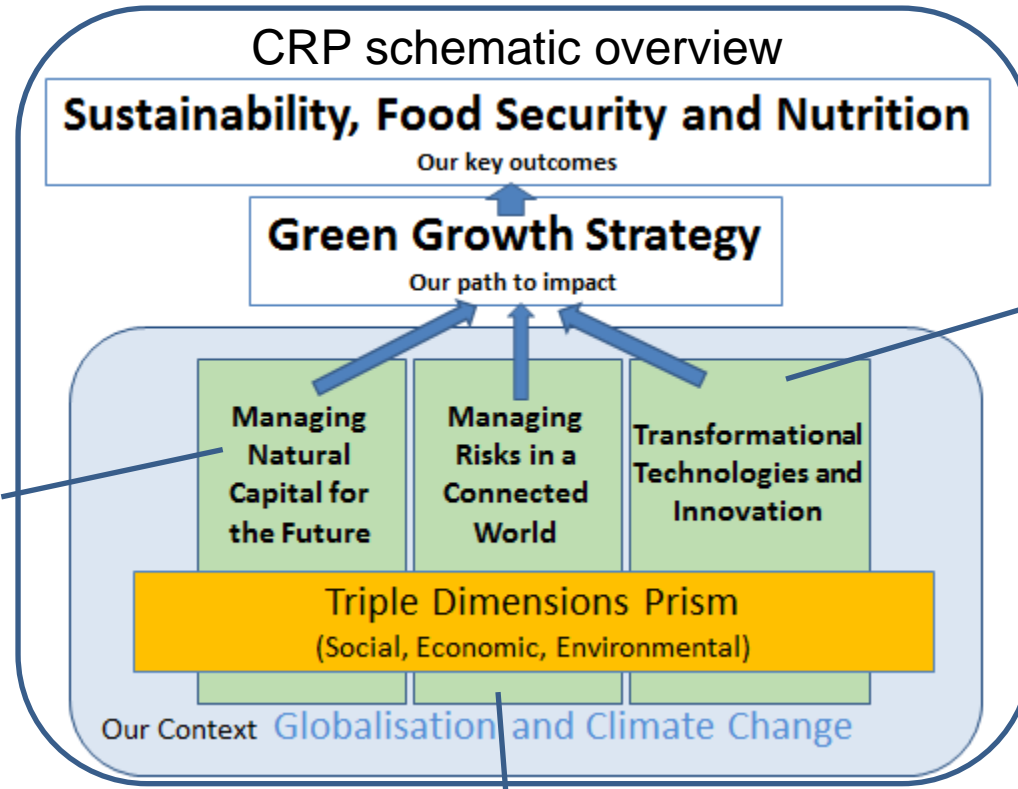 CRP schematic overview
Sustainability, Food Security and Nutrition
Our key outcomes
Green Growth Strategy
Our path to impact
Managing
Natural
Capital for
the Future
Managing
Risks in a
Connected
World
Transformational
Technologies and
Innovation
Triple Dimensions Prism
(Social, Economic, Environmental)
Our Context Globalisation and Climate Change